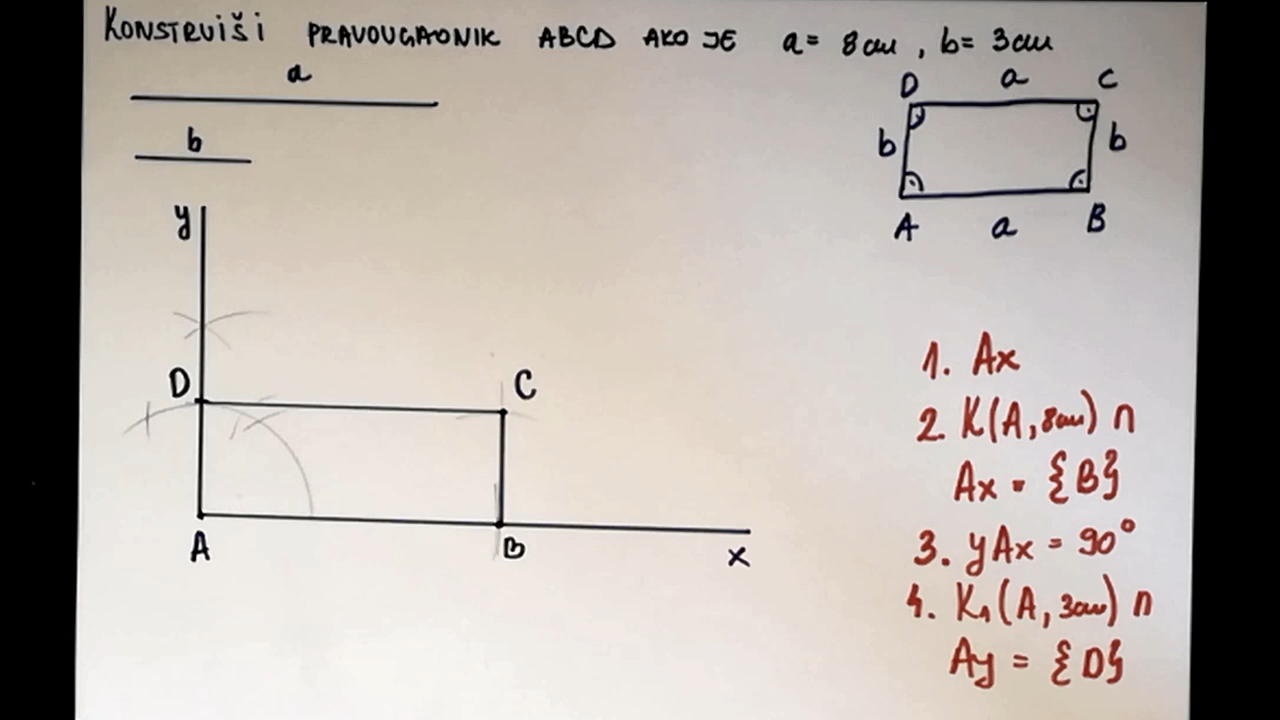 KONSTRUIŠI PRAVOUGAONIK ABCD AKO JE a= 8cm, b= 3cm
a
b
D a C
b b
A a B
y
D C
A B x
1. Ax
2. K(A, 8cm) ∩
Ax = {B}
3. yAx = 90°
4. K₁(A, 3cm) ∩
Ay = {D}